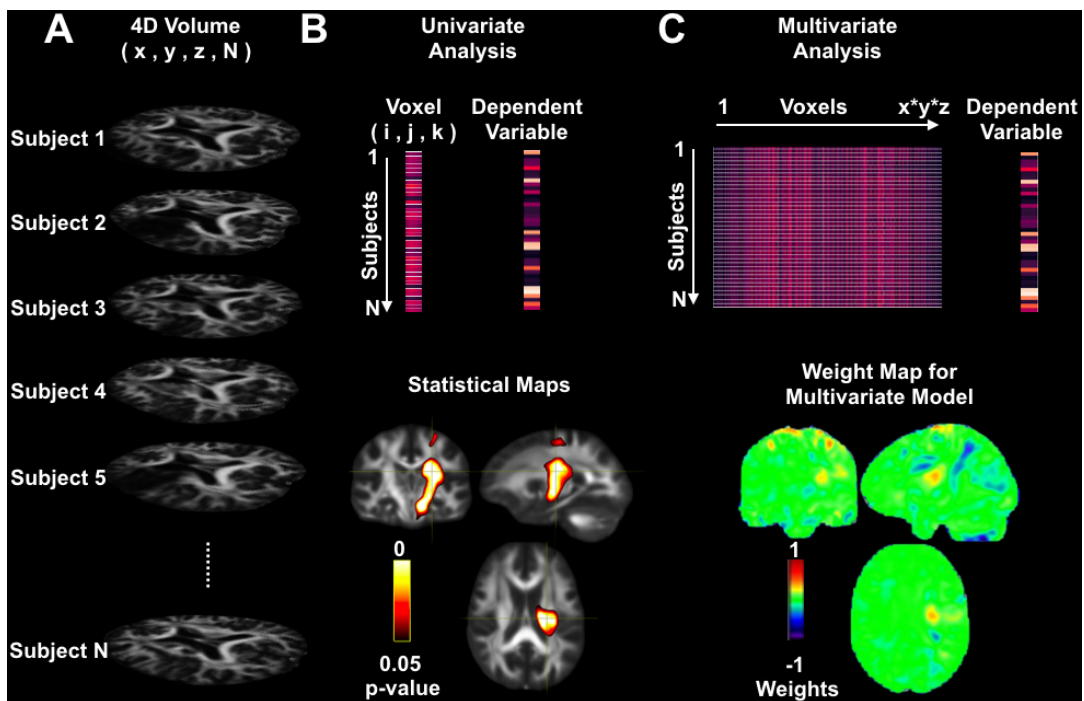 A
4D Volume
( x , y , z , N )
Subject 1
Subject 2
Subject 3
Subject 4
Subject 5
Subject N
B
Univariate
Analysis
Voxel
( i , j , k )
Dependent
Variable
1
Subjects
N
Statistical Maps
0
0.05
p-value
C
Multivariate
Analysis
1 Voxels x*y*z
Dependent
Variable
1
Subjects
N
Weight Map for
Multivariate Model
1
-1
Weights